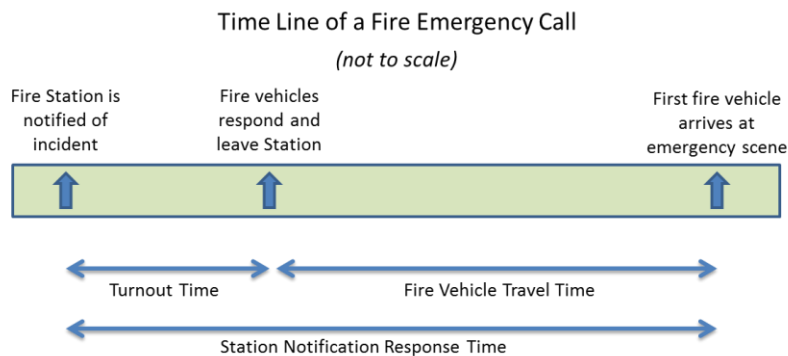 Time Line of a Fire Emergency Call
(not to scale)
Fire Station is
notified of
incident
Fire vehicles
respond and
leave Station
First fire vehicle
arrives at
emergency scene
Turnout Time
Fire Vehicle Travel Time
Station Notification Response Time